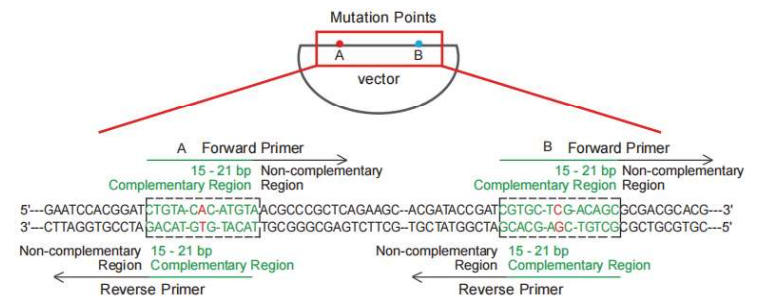 Mutation Points
A B
vector
A Forward Primer B Forward Primer
15 - 21 bp Non-complementary 15 - 21 bp Non-complementary
Complementary Region Region Complementary Region Region
5'---GAATCCACGGATCTGTA-CAC-ATGTAACGCCCGCTCAGAAGC--ACGATACCGATCGTGC-TCG-ACAGCGCGACGCACG---3'
3'---CTTAGGTGCCTAGACAT-GTG-TACATTGCGGGCGAGTCTTCG--TGCTATGGCTAGCACG-AGC-TGTCGCGCTGCGTGC---5'
Non-complementary 15 - 21 bp Non-complementary 15 - 21 bp
Region Complementary Region Region Complementary Region
Reverse Primer Reverse Primer